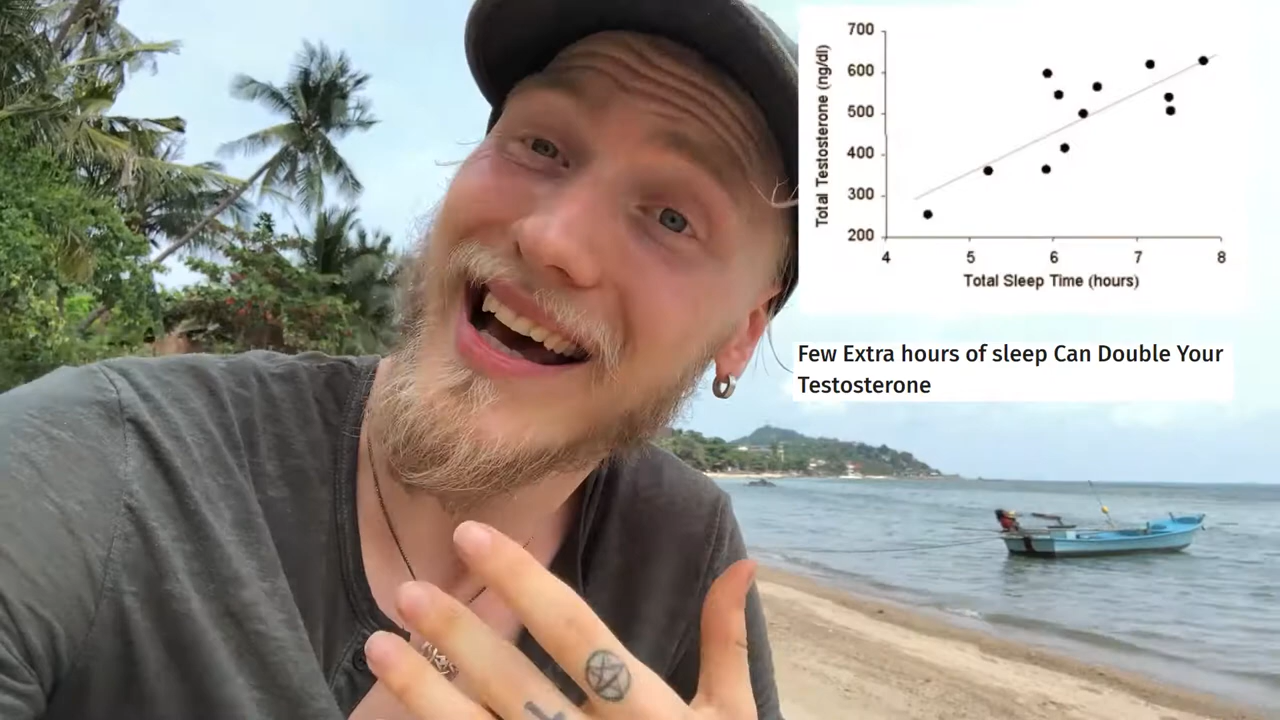 700
600
500
400
300
200
Total Testosterone (ng/dl)
4 5 6 7 8
Total Sleep Time (hours)
Few Extra hours of sleep Can Double Your
Testosterone